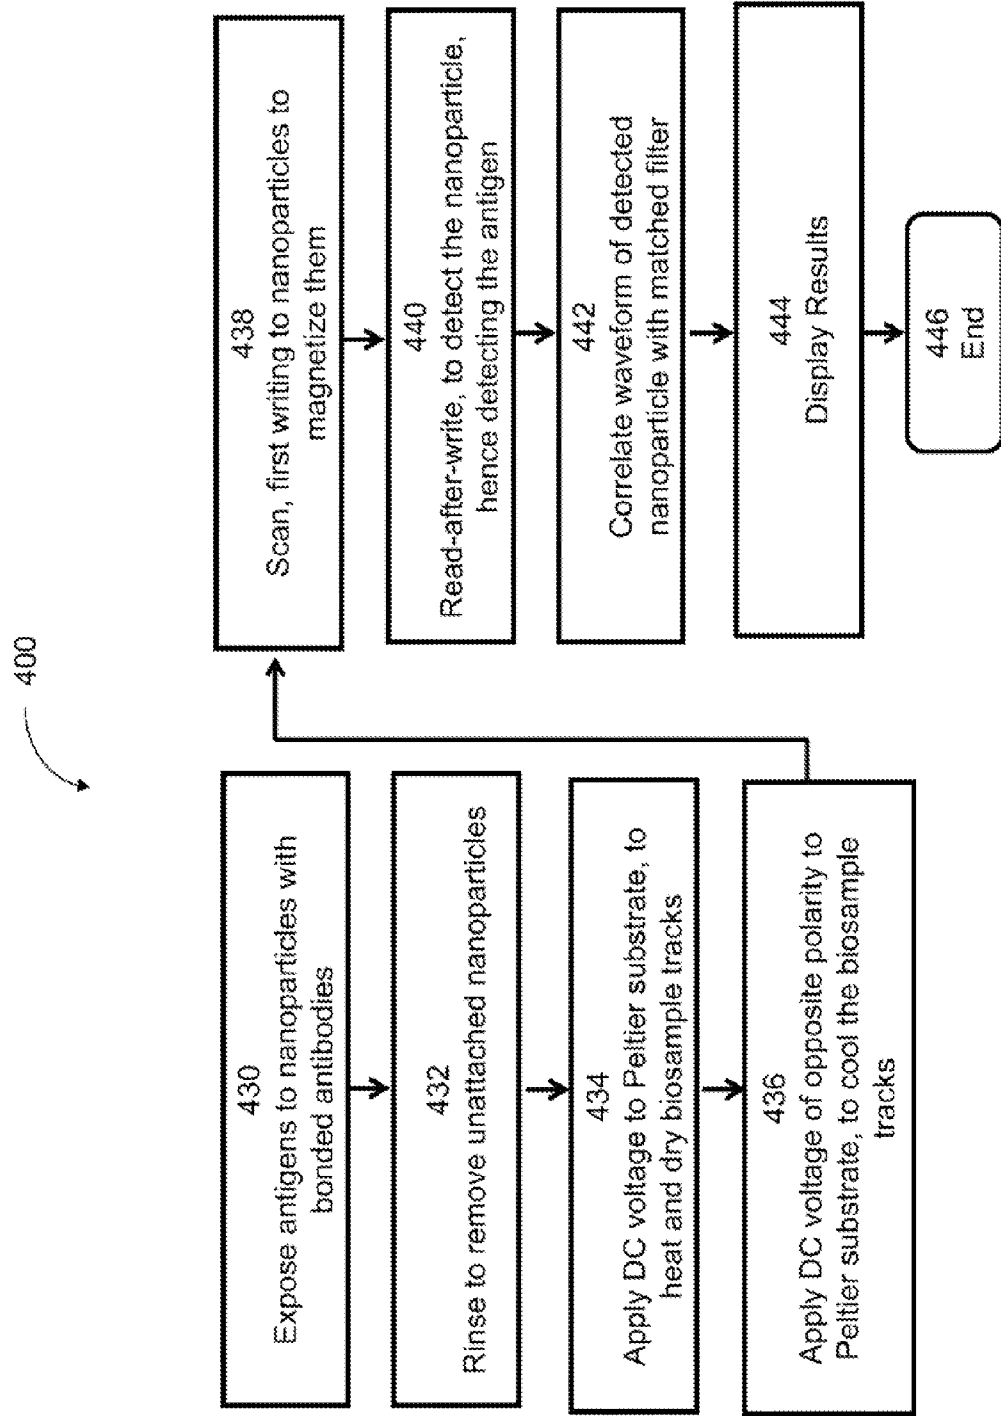 400
430
Expose antigens to nanoparticles with
bonded antibodies
432
Rinse to remove unattached nanoparticles
434
Apply DC voltage to Peltier substrate, to
heat and dry biosample tracks
436
Apply DC voltage of opposite polarity to
Peltier substrate, to cool the biosample
tracks
438
Scan, first writing to nanoparticles to
magnetize them
440
Read-after-write, to detect the nanoparticle,
hence detecting the antigen
442
Correlate waveform of detected
nanoparticle with matched filter
444
Display Results
446
End